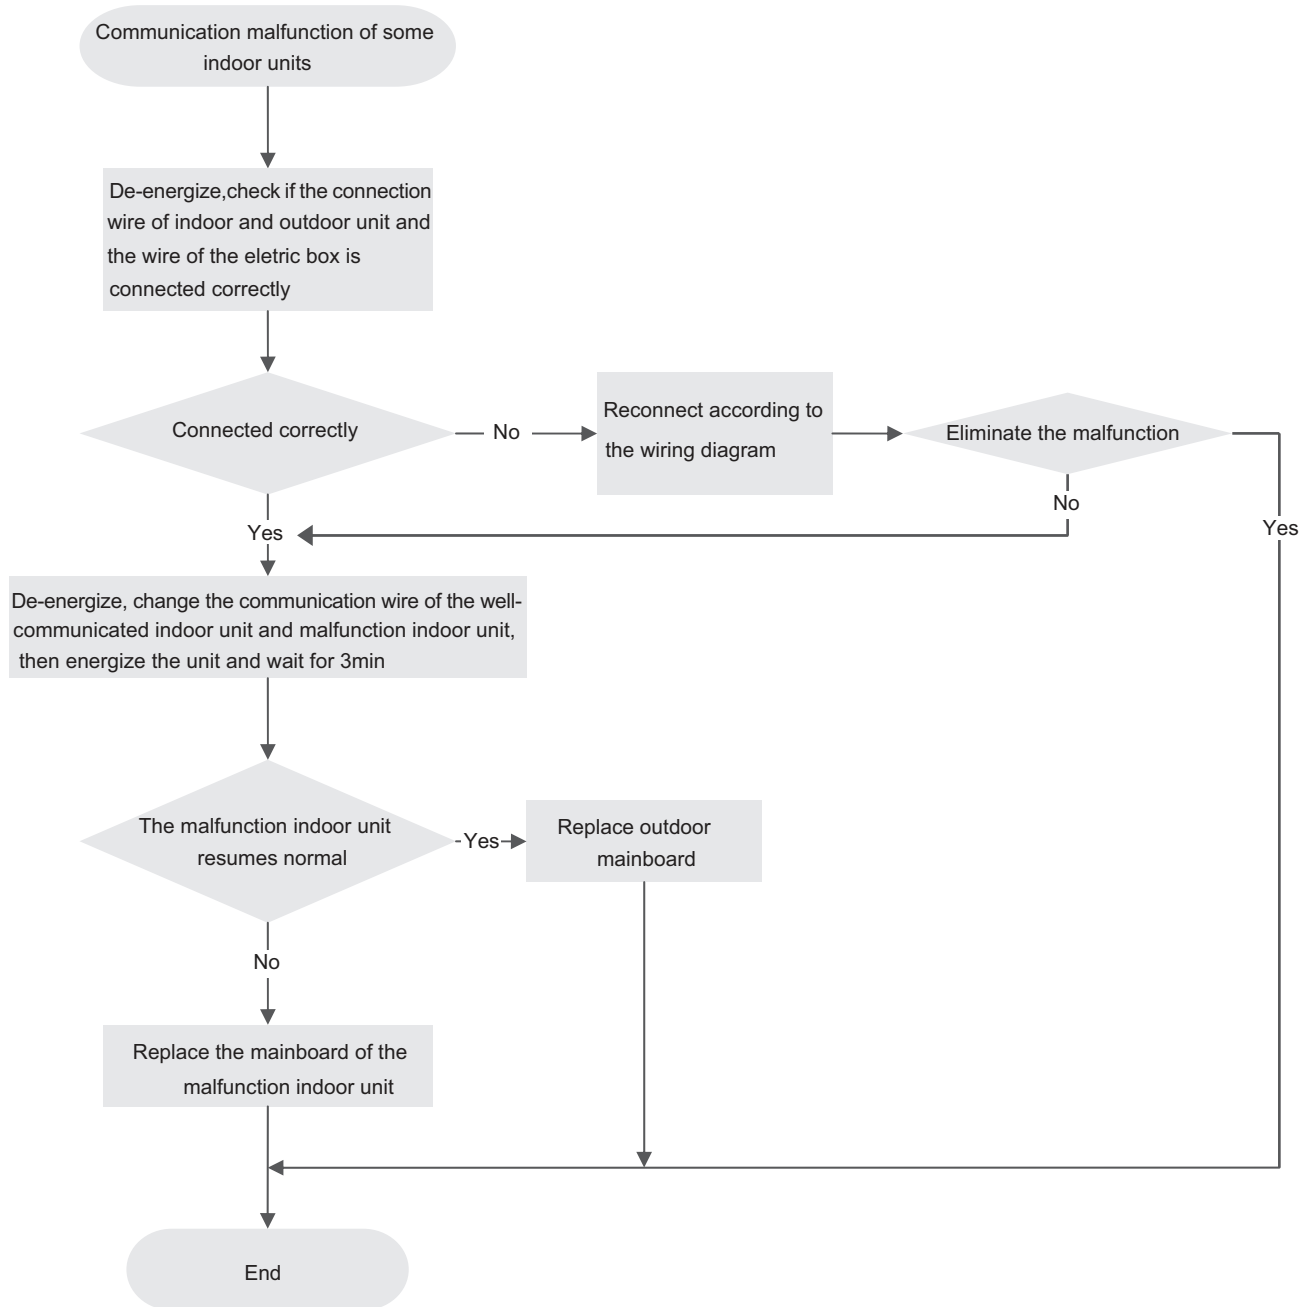 Communication malfunction of some
indoor units
De-energize,check if the connection
wire of indoor and outdoor unit and
the wire of the eletric box is
connected correctly
Connected correctly
No
Reconnect according to
the wiring diagram
Eliminate the malfunction
No
Yes
Yes
De-energize, change the communication wire of the well-
communicated indoor unit and malfunction indoor unit,
then energize the unit and wait for 3min
The malfunction indoor unit
resumes normal
Yes
Replace outdoor
mainboard
No
Replace the mainboard of the
malfunction indoor unit
End